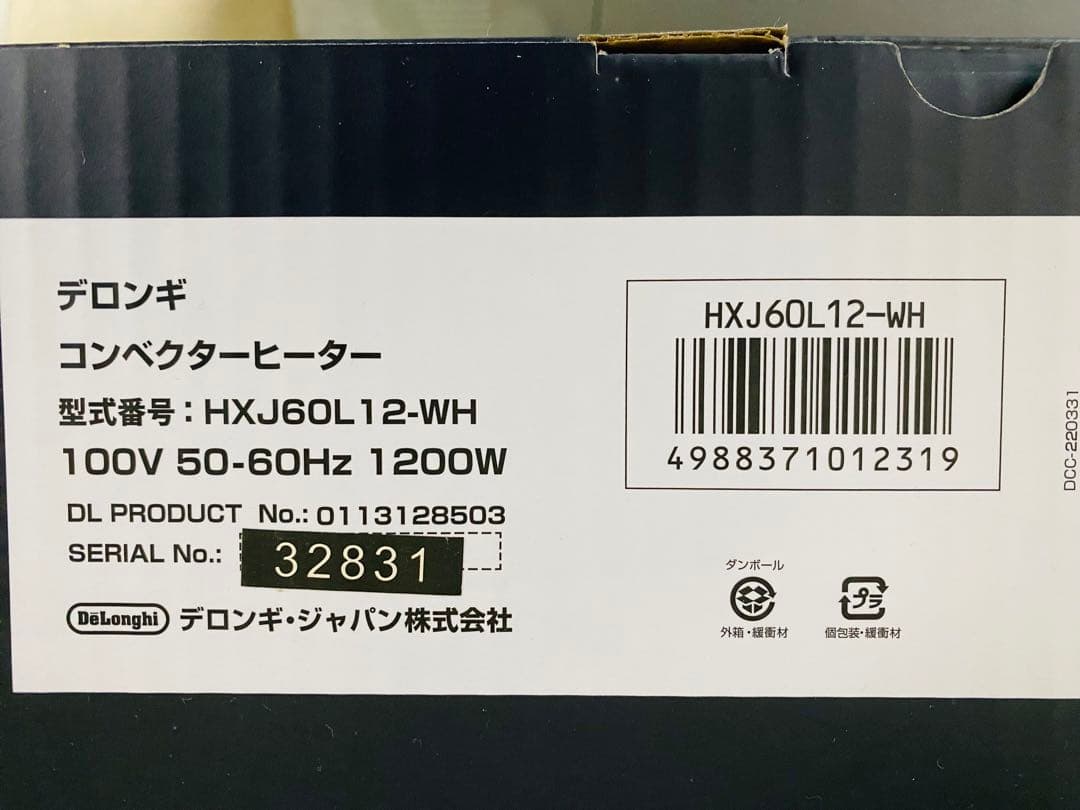 デロンギ
コンベクターヒーター
型式番号：HXJ60L12-WH
100V 50-60Hz 1200W
DL PRODUCT No.: 0113128503
SERIAL No.: 32831
DeLonghi デロンギ・ジャパン株式会社
HXJ60L12-WH
4988371012319
ダンボール
外箱・緩衝材
プラ
個包装・緩衝材
DCC-220331